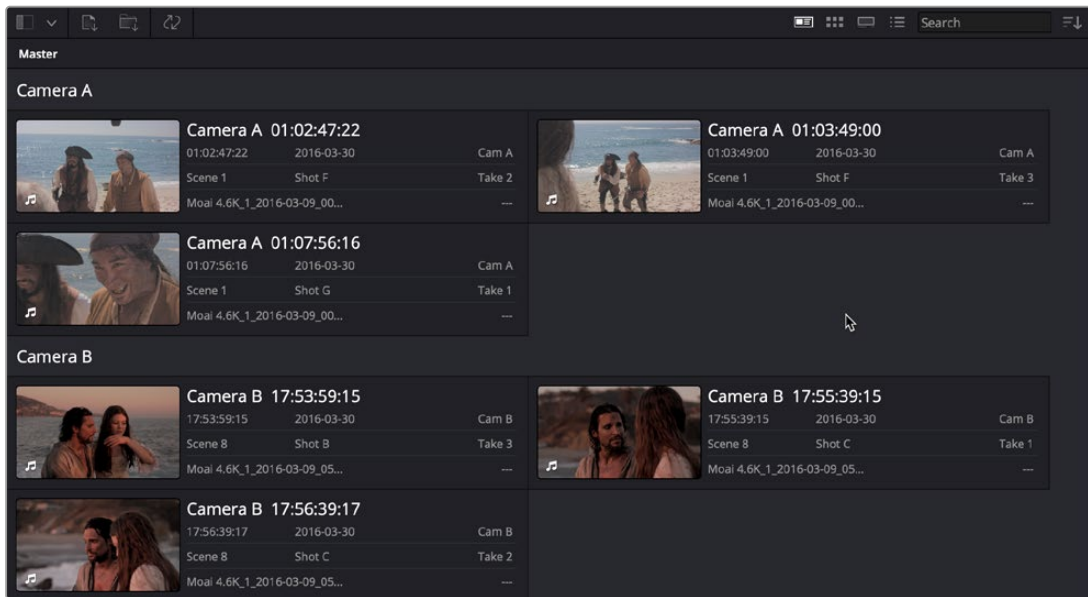 Search
Master
Camera A
Camera A 01:02:47:22
01:02:47:22 2016-03-30 Cam A
Scene 1 Shot F Take 2
Moai 4.6K_1_2016-03-09_00... ---
Camera A 01:03:49:00
01:03:49:00 2016-03-30 Cam A
Scene 1 Shot F Take 3
Moai 4.6K_1_2016-03-09_00... ---
Camera A 01:07:56:16
01:07:56:16 2016-03-30 Cam A
Scene 1 Shot G Take 1
Moai 4.6K_1_2016-03-09_00... ---
Camera B
Camera B 17:53:59:15
17:53:59:15 2016-03-30 Cam B
Scene 8 Shot B Take 3
Moai 4.6K_1_2016-03-09_05... ---
Camera B 17:55:39:15
17:55:39:15 2016-03-30 Cam B
Scene 8 Shot C Take 1
Moai 4.6K_1_2016-03-09_05... ---
Camera B 17:56:39:17
17:56:39:17 2016-03-30 Cam B
Scene 8 Shot C Take 2
Moai 4.6K_1_2016-03-09_05... ---